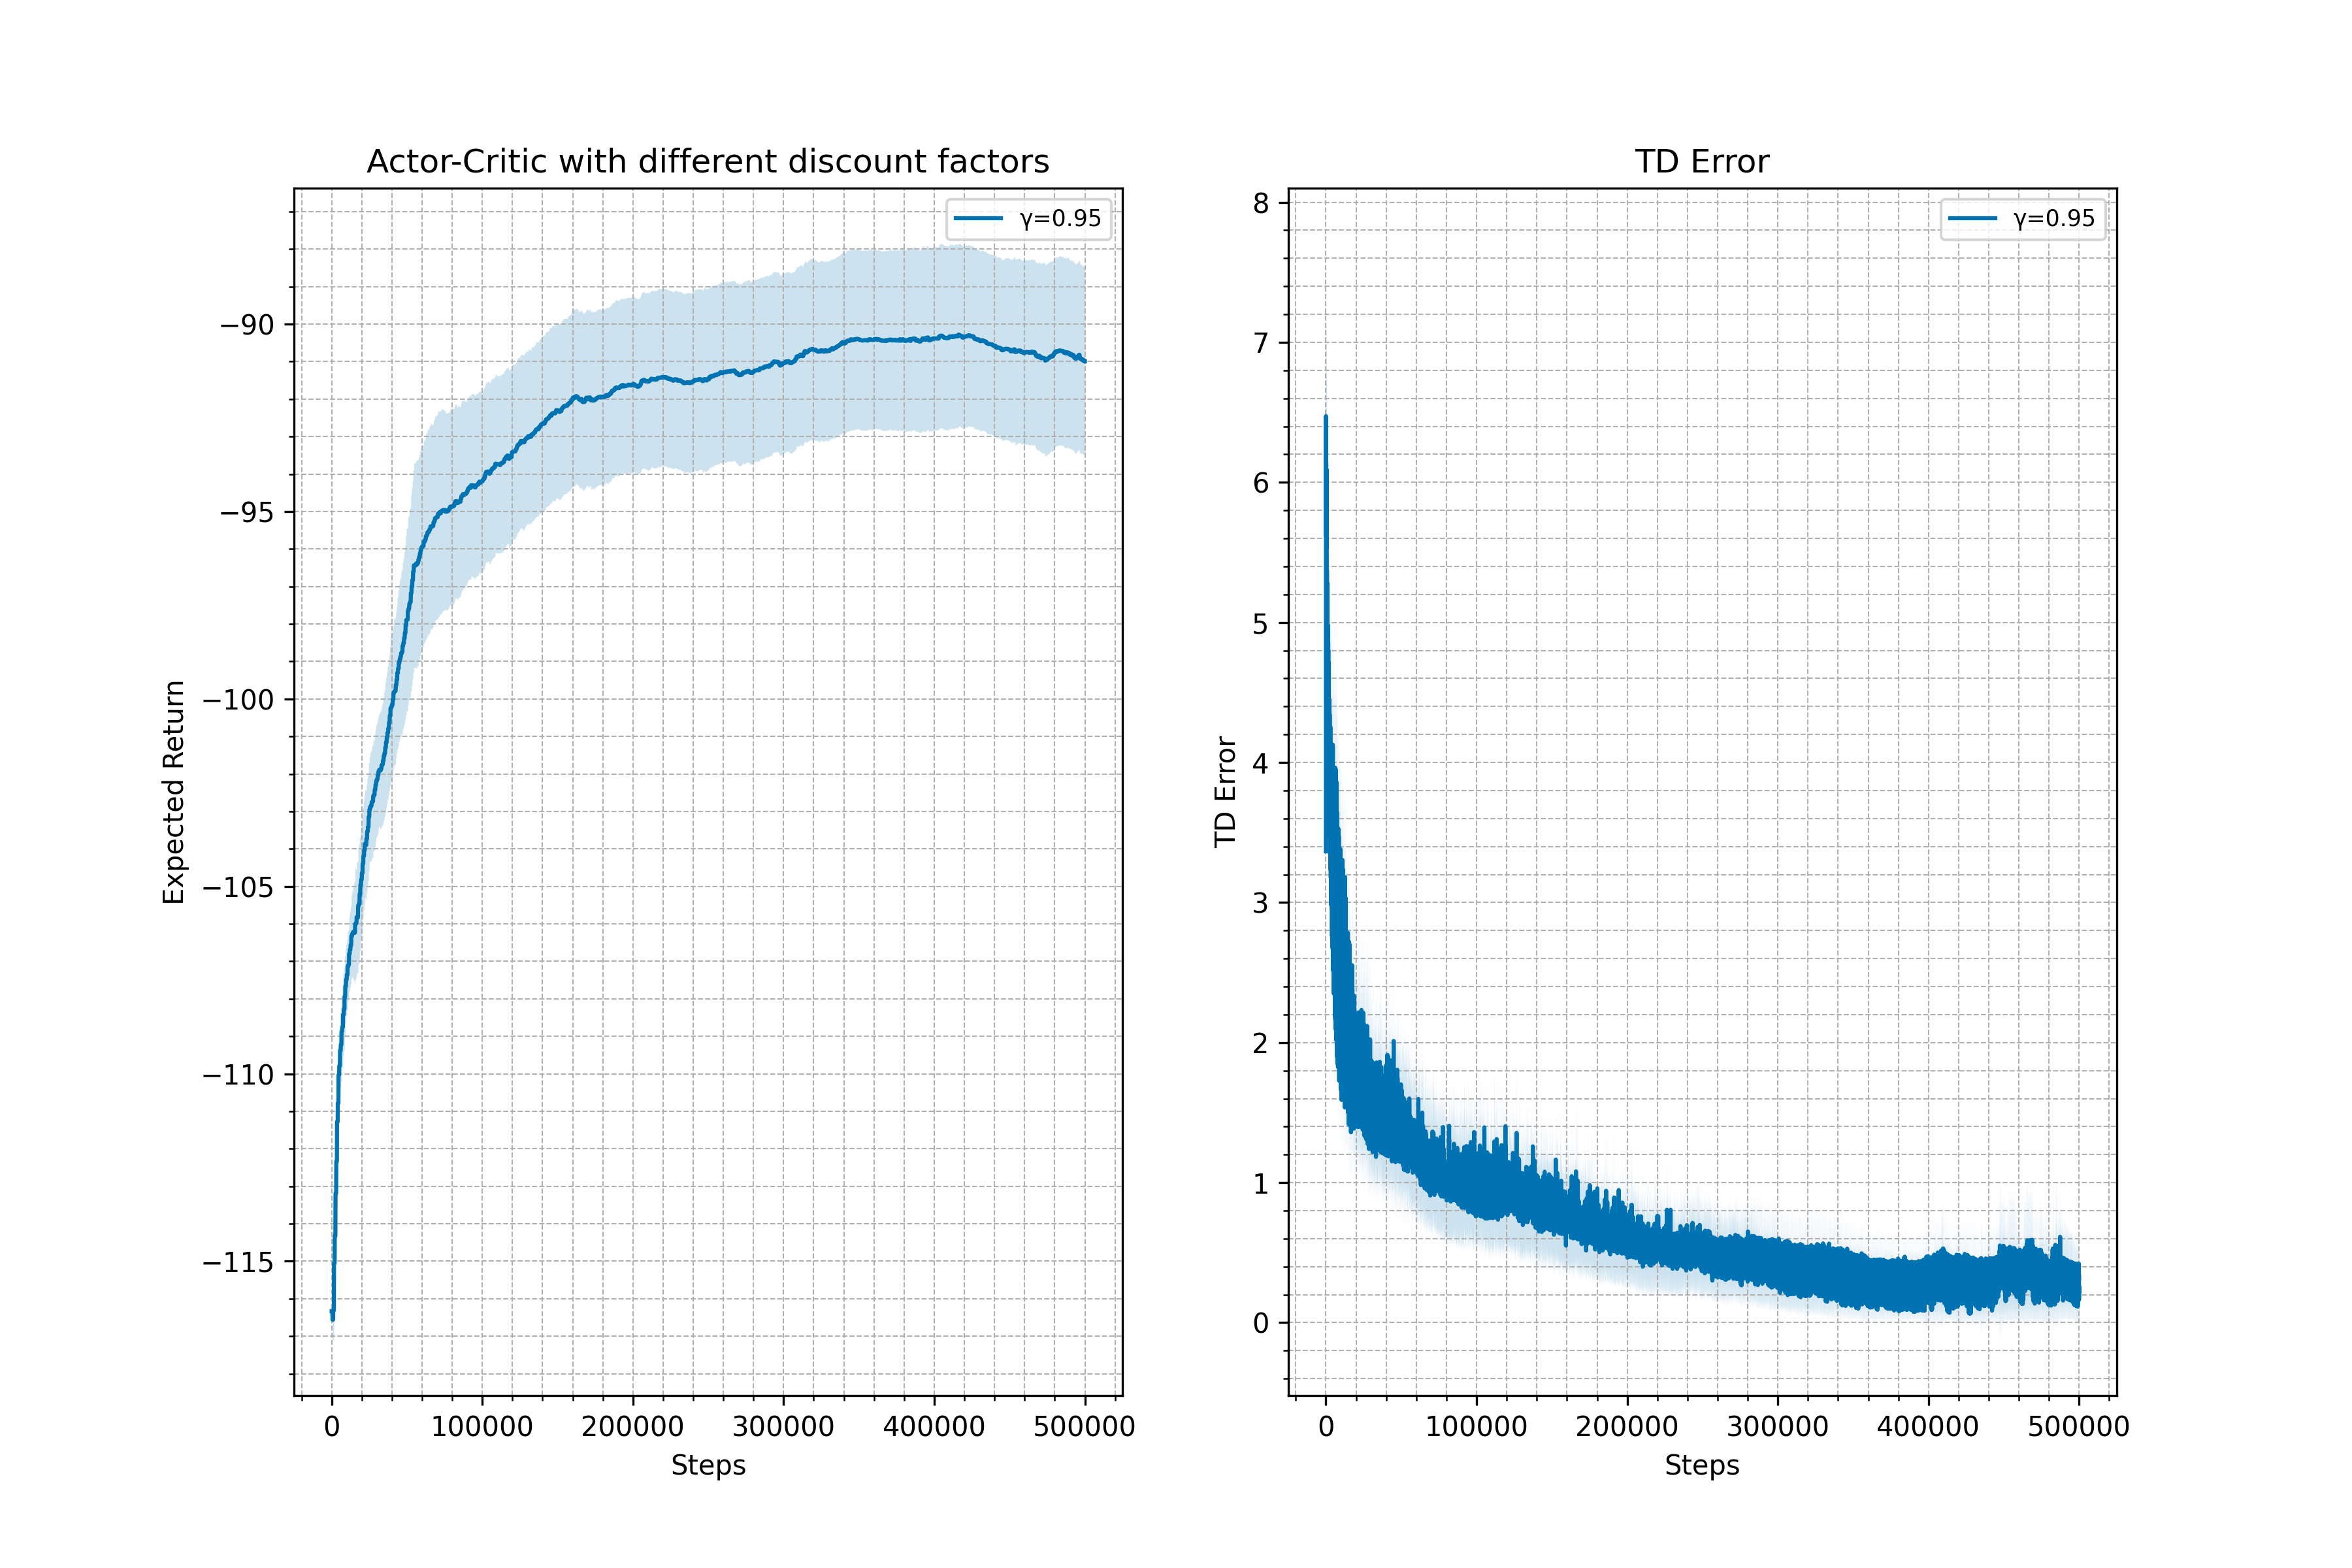 Actor-Critic with different discount factors
γ=0.95
Expected Return
−90
−95
−100
−105
−110
−115
0 100000 200000 300000 400000 500000
Steps
TD Error
γ=0.95
TD Error
8
7
6
5
4
3
2
1
0
0 100000 200000 300000 400000 500000
Steps